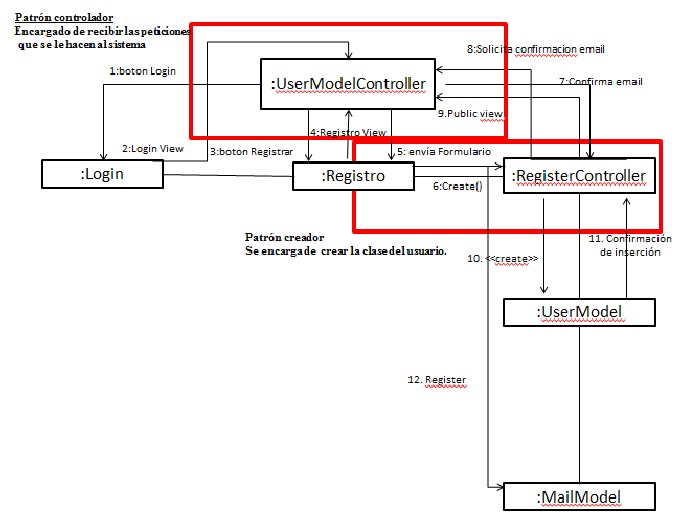 Patrón controlador
Encargado de recibir las peticiones
que se le hacen al sistema
8:Solicita confirmacion email
1:boton Login
:UserModelController
7:Confirma email
9.Public view
4:Registro View
2:Login View
3:boton Registrar
5: envia Formulario
:Login
:Registro
:RegisterController
6:Create()
Patrón creador
Se encarga de crear la clase del usuario.
11. Confirmación
de inserción
10. <<create>>
:UserModel
12. Register
:MailModel